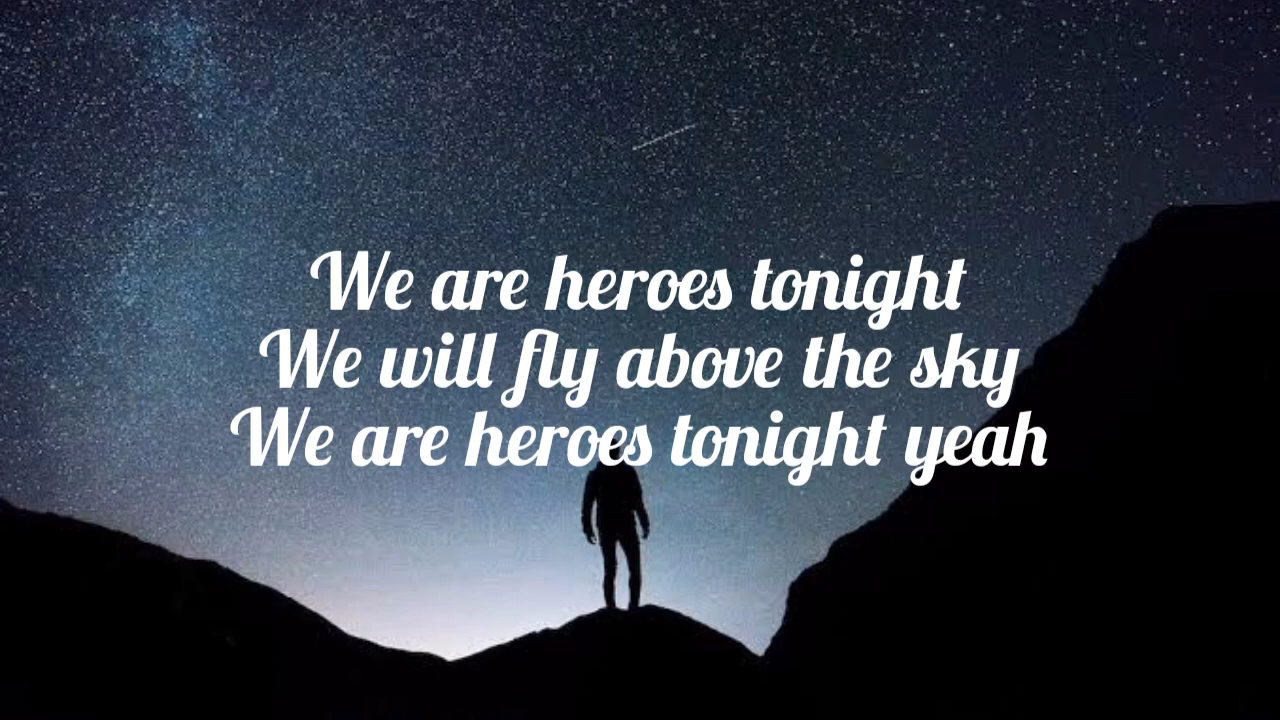 We are heroes tonight
We will fly above the sky
We are heroes tonight yeah